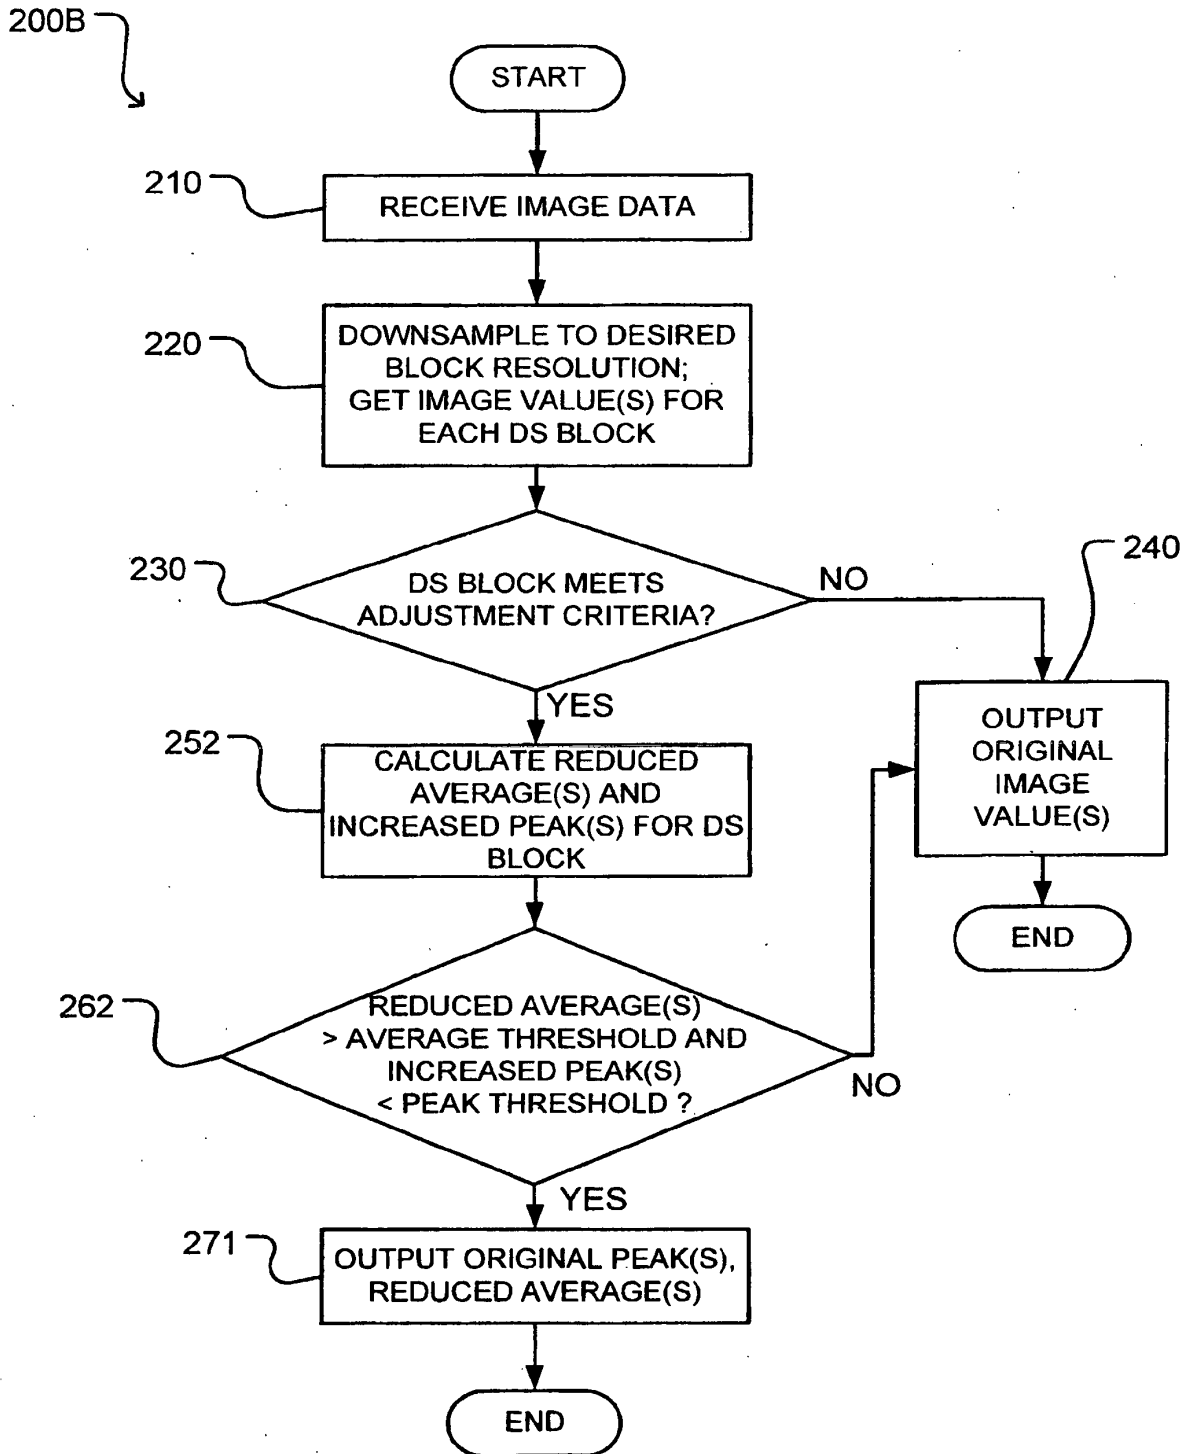 200B
START
210
RECEIVE IMAGE DATA
220
DOWNSAMPLE TO DESIRED
BLOCK RESOLUTION;
GET IMAGE VALUE(S) FOR
EACH DS BLOCK
230
DS BLOCK MEETS
ADJUSTMENT CRITERIA?
NO
240
YES
OUTPUT
ORIGINAL
IMAGE
VALUE(S)
END
252
CALCULATE REDUCED
AVERAGE(S) AND
INCREASED PEAK(S) FOR DS
BLOCK
262
REDUCED AVERAGE(S)
> AVERAGE THRESHOLD AND
INCREASED PEAK(S)
< PEAK THRESHOLD ?
NO
YES
271
OUTPUT ORIGINAL PEAK(S),
REDUCED AVERAGE(S)
END